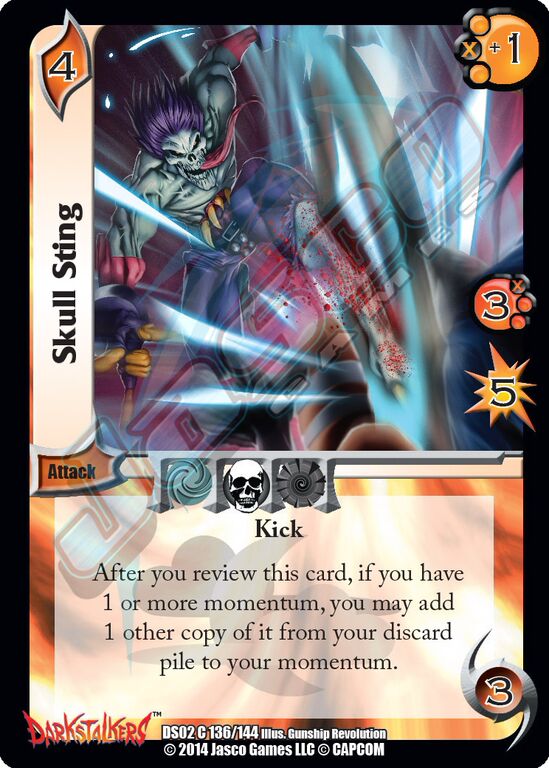 4
X + 1
Skull Sting
3 X
5
Attack
Kick
After you review this card, if you have
1 or more momentum, you may add
1 other copy of it from your discard
pile to your momentum.
3
DARKSTALKERS™
DS02 C 136/144 Illus. Gunship Revolution
© 2014 Jasco Games LLC © CAPCOM